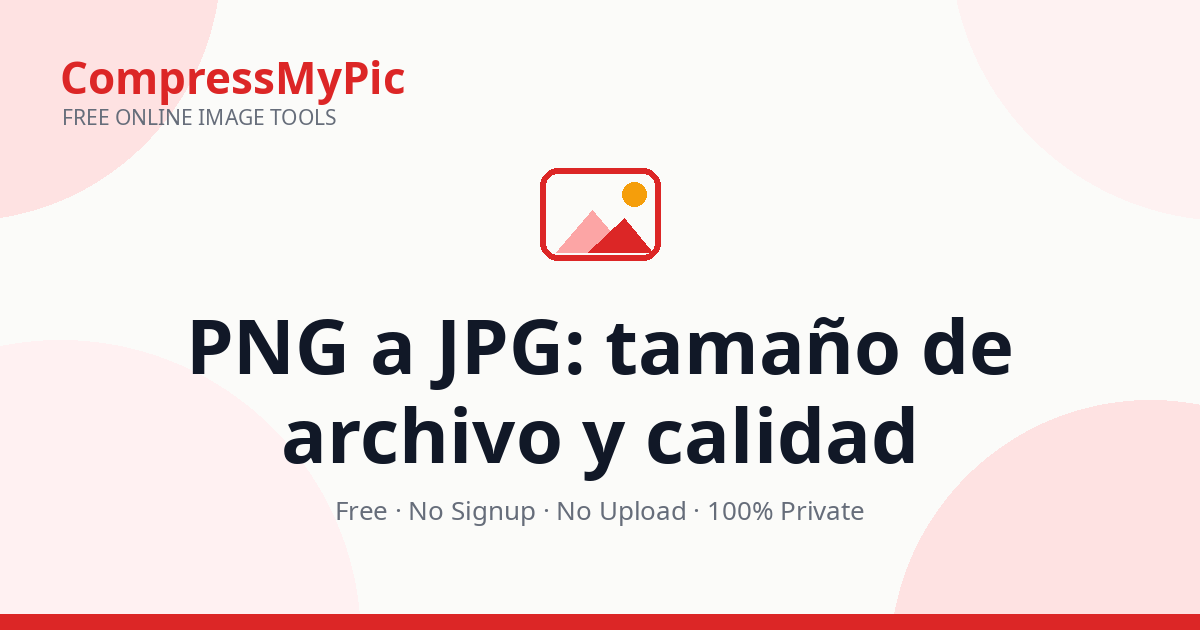 CompressMyPic
FREE ONLINE IMAGE TOOLS
PNG a JPG: tamaño de
archivo y calidad
Free · No Signup · No Upload · 100% Private